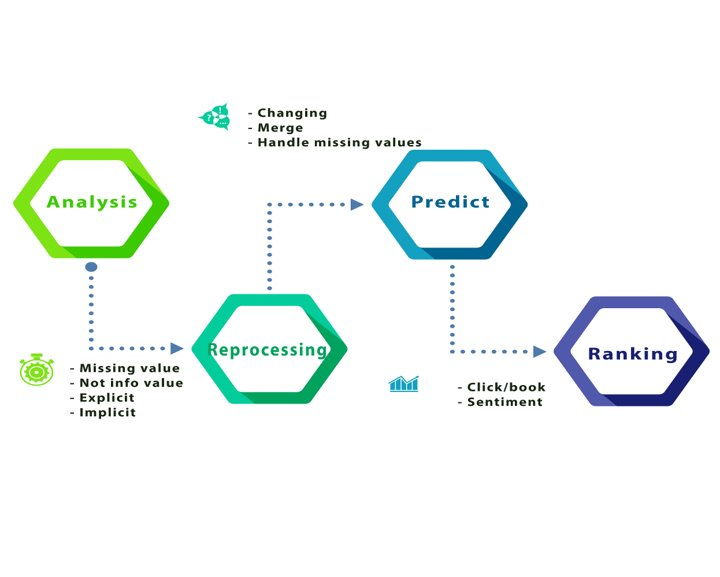 - Changing
- Merge
- Handle missing values
Analysis
Predict
Reprocessing
Ranking
- Missing value
- Not info value
- Explicit
- Implicit
- Click/book
- Sentiment